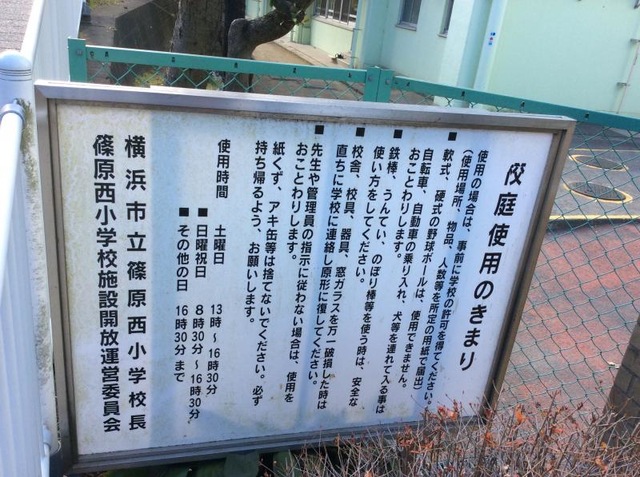 校庭使用のきまり
使用の場合は、事前に学校の許可を得てください。
(使用場所、物品、人数等を所定の用紙で届出)
■軟式、硬式の野球ボールは、使用できません。
自転車、自動車の乗り入れ、犬等を連れて入る事は
おことわりします。
■鉄棒、うんてい、のぼり棒等を使う時は、安全な
使い方をしてください。
■校舎、校具、器具、窓ガラスを万一破損した時は
直ちに学校に連絡し原形に復してください。
■先生や管理員の指示に従わない場合は、使用を
おことわりします。
紙くず、アキ缶等は捨てないでください。必ず
持ち帰るよう、お願いします。
使用時間 土曜日 13時~16時30分
■日曜祝日 8時30分~16時30分
■その他の日 16時30分まで
横浜市立篠原西小学校長
篠原西小学校施設開放運営委員会